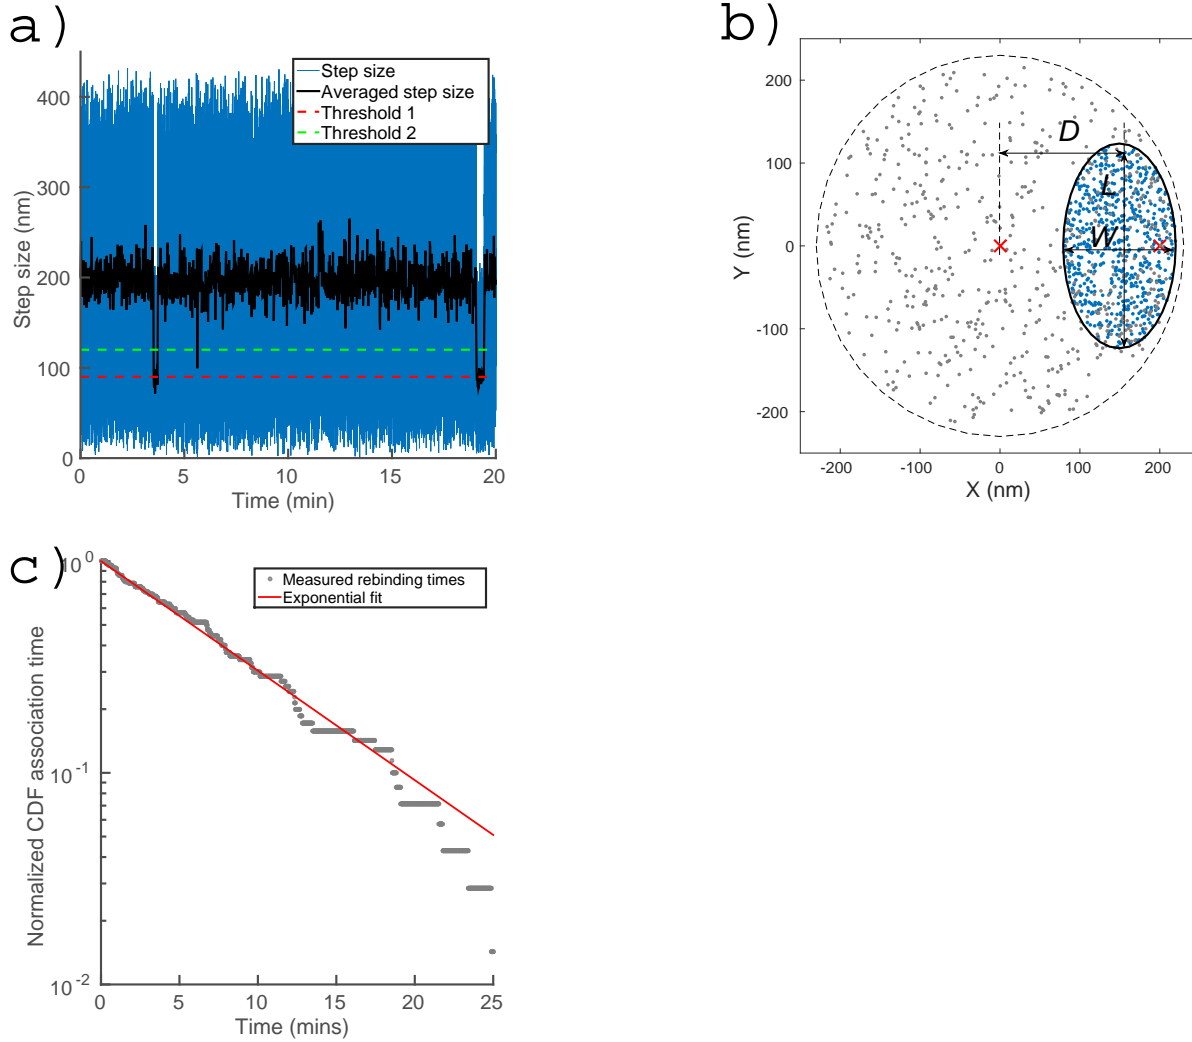 a)
Step size (nm)
400
300
200
100
0
Step size
Averaged step size
Threshold 1
Threshold 2
0 5 10 15 20
Time (min)
b)
Y (nm)
200
100
0
-100
-200
D
L
W
-200 -100 0 100 200
X (nm)
c)
Normalized CDF association time
10^0
10^-1
10^-2
Measured rebinding times
Exponential fit
0 5 10 15 20 25
Time (mins)